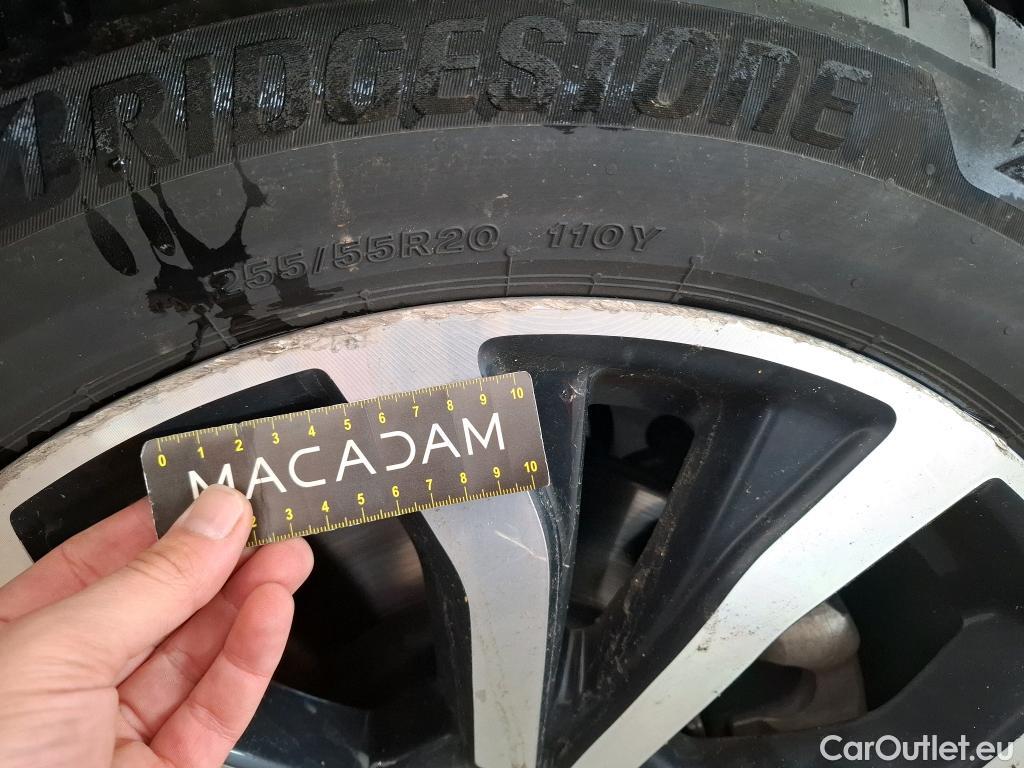 BRIDGESTONE
255/55R20 110Y
0 1 2 3 4 5 6 7 8 9 10
MACADAM
2 3 4 5 6 7 8 9 10
CarOutlet.eu